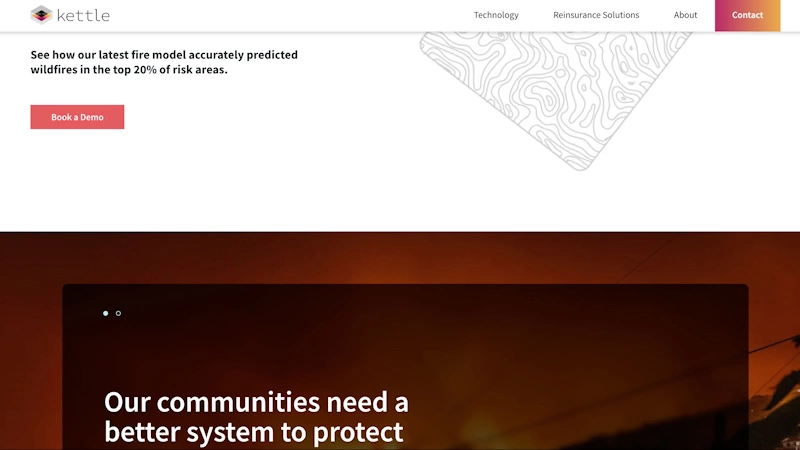 kettle
Technology
Reinsurance Solutions
About
Contact
See how our latest fire model accurately predicted
wildfires in the top 20% of risk areas.
Book a Demo
Our communities need a
better system to protect